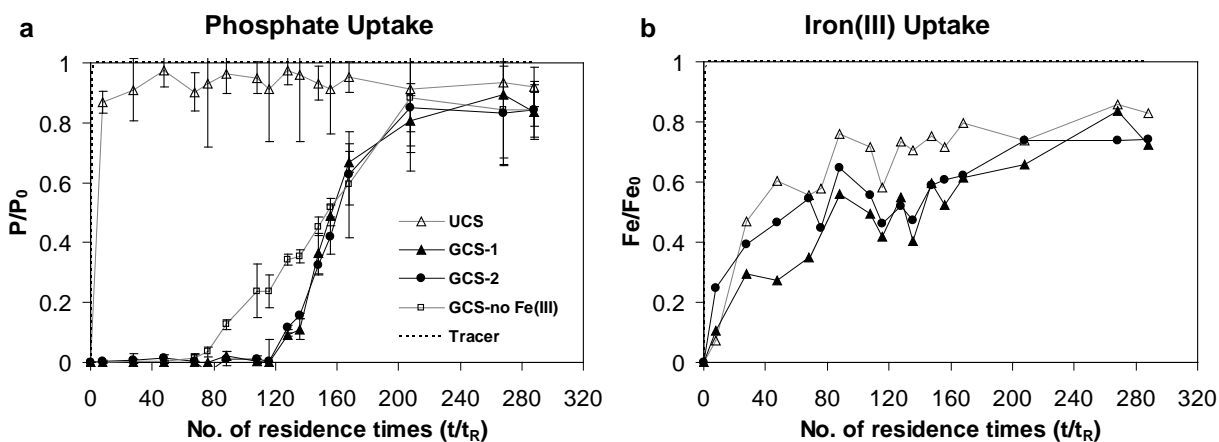 a
Phosphate Uptake
1
0.8
0.6
0.4
0.2
0
P/P0
0 40 80 120 160 200 240 280 320
No. of residence times (t/tR)
UCS
GCS-1
GCS-2
GCS-no Fe(III)
Tracer
b
Iron(III) Uptake
1
0.8
0.6
0.4
0.2
0
Fe/Fe0
0 40 80 120 160 200 240 280 320
No. of residence times (t/tR)